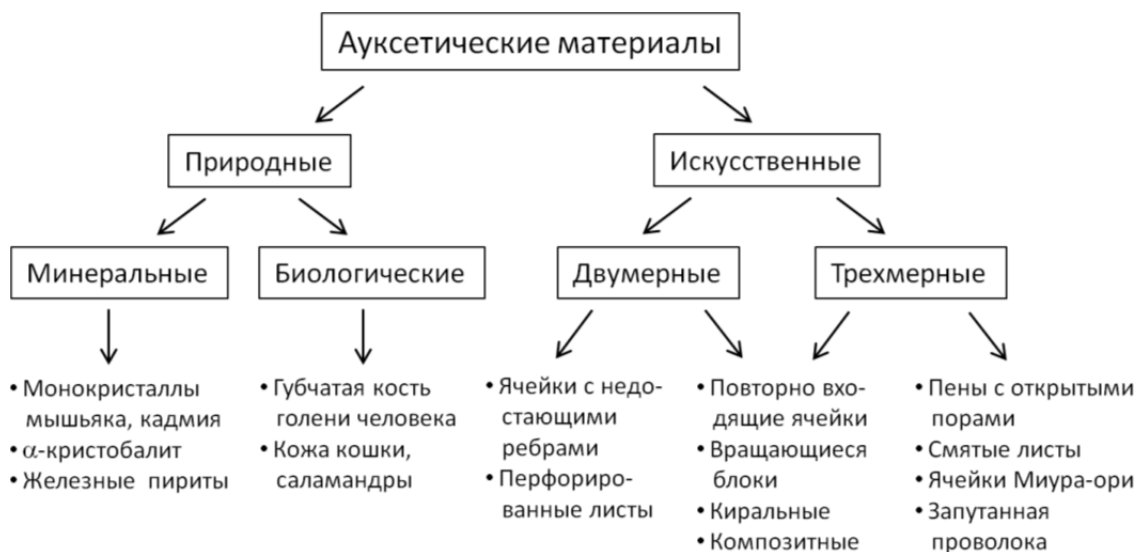 Ауксетические материалы
Природные
Искусственные
Минеральные
Биологические
Двумерные
Трехмерные
• Монокристаллы
мышьяка, кадмия
• α-кристобалит
• Железные пириты
• Губчатая кость
голени человека
• Кожа кошки,
саламандры
• Ячейки с недо-
стающими
ребрами
• Перфориро-
ванные листы
• Повторно вхо-
дящие ячейки
• Вращающиеся
блоки
• Киральные
• Композитные
• Пены с открытыми
порами
• Смятые листы
• Ячейки Миура-ори
• Запутанная
проволока